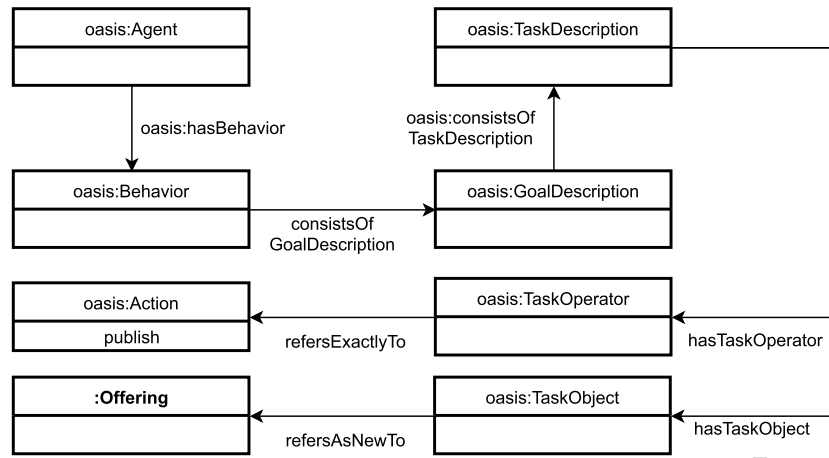 oasis:Agent
oasis:TaskDescription
oasis:hasBehavior
oasis:consistsOf
TaskDescription
oasis:Behavior
oasis:GoalDescription
consistsOf
GoalDescription
oasis:Action
publish
oasis:TaskOperator
refersExactlyTo
hasTaskOperator
:Offering
oasis:TaskObject
refersAsNewTo
hasTaskObject